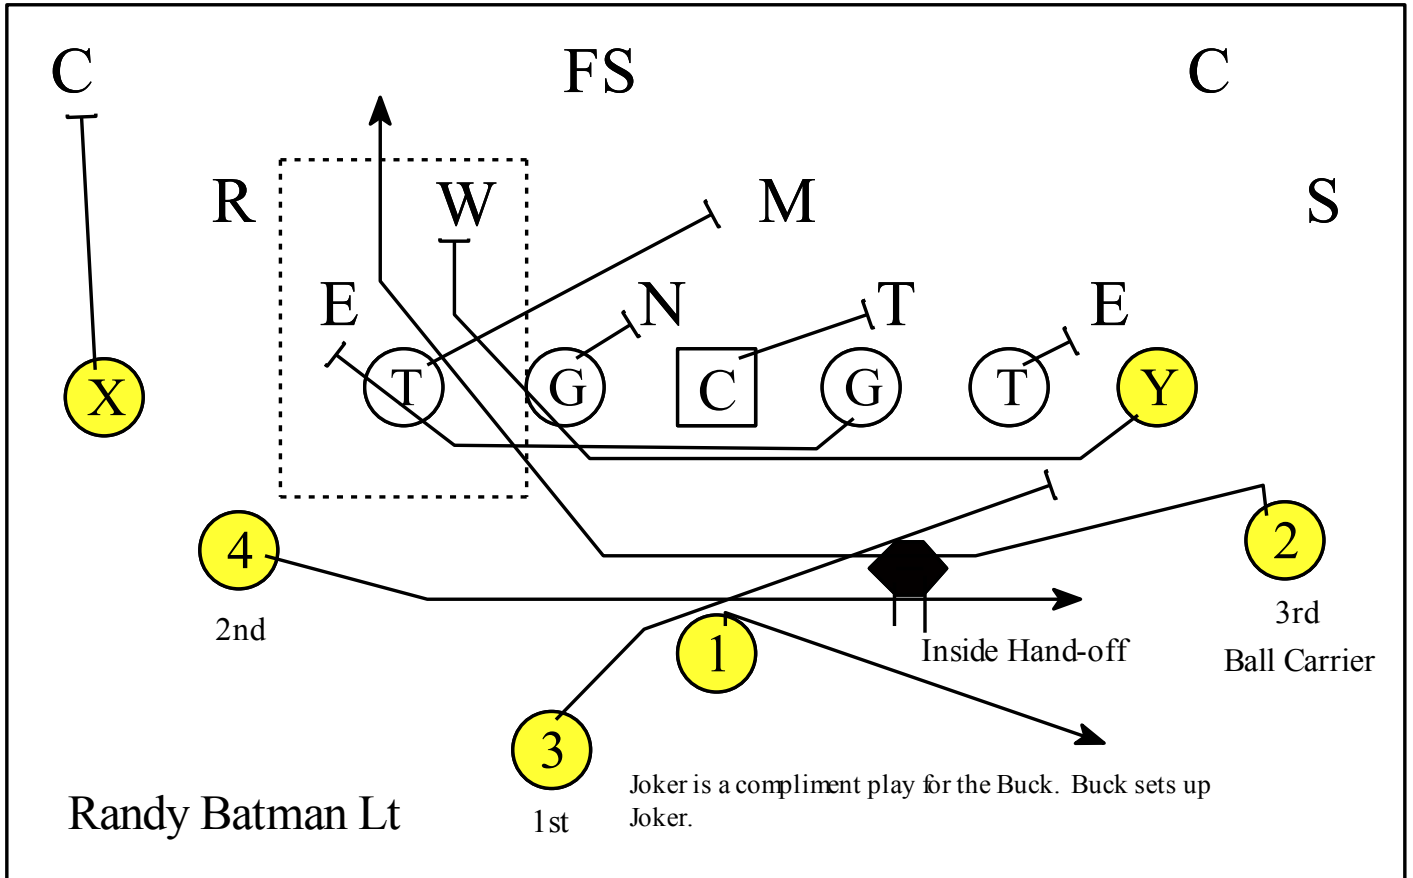 C FS C
R W M S
E N T E
X T G C G T Y
4 2
2nd 3rd
1 Inside Hand-off Ball Carrier
3
Joker is a compliment play for the Buck. Buck sets up
Joker.
Randy Batman Lt 1st